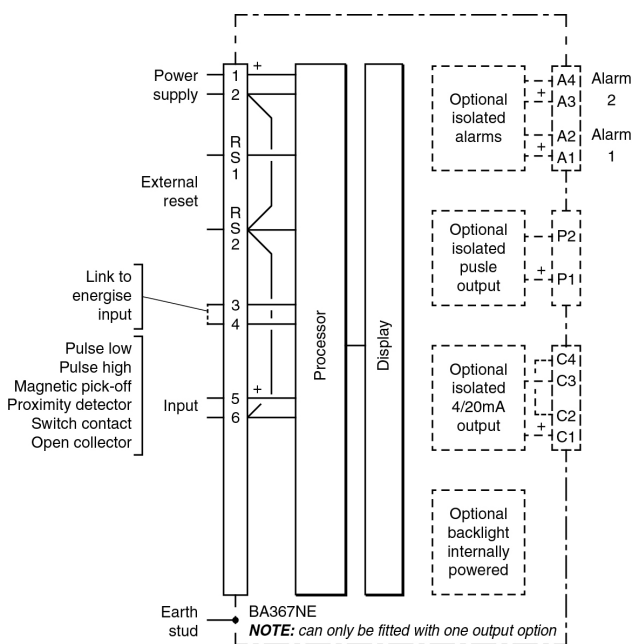 Power
supply
1
2
+
R
S
1
External
reset
R
S
2
Link to
energise
input
3
4
Pulse low
Pulse high
Magnetic pick-off
Proximity detector
Switch contact
Open collector
Input
+
5
6
Processor
Display
Optional
isolated
alarms
+
+
A4
A3
A2
A1
Alarm
2
Alarm
1
Optional
isolated
pusle
output
+
P2
P1
Optional
isolated
4/20mA
output
+
C4
C3
C2
C1
Optional
backlight
internally
powered
Earth
stud
BA367NE
NOTE: can only be fitted with one output option